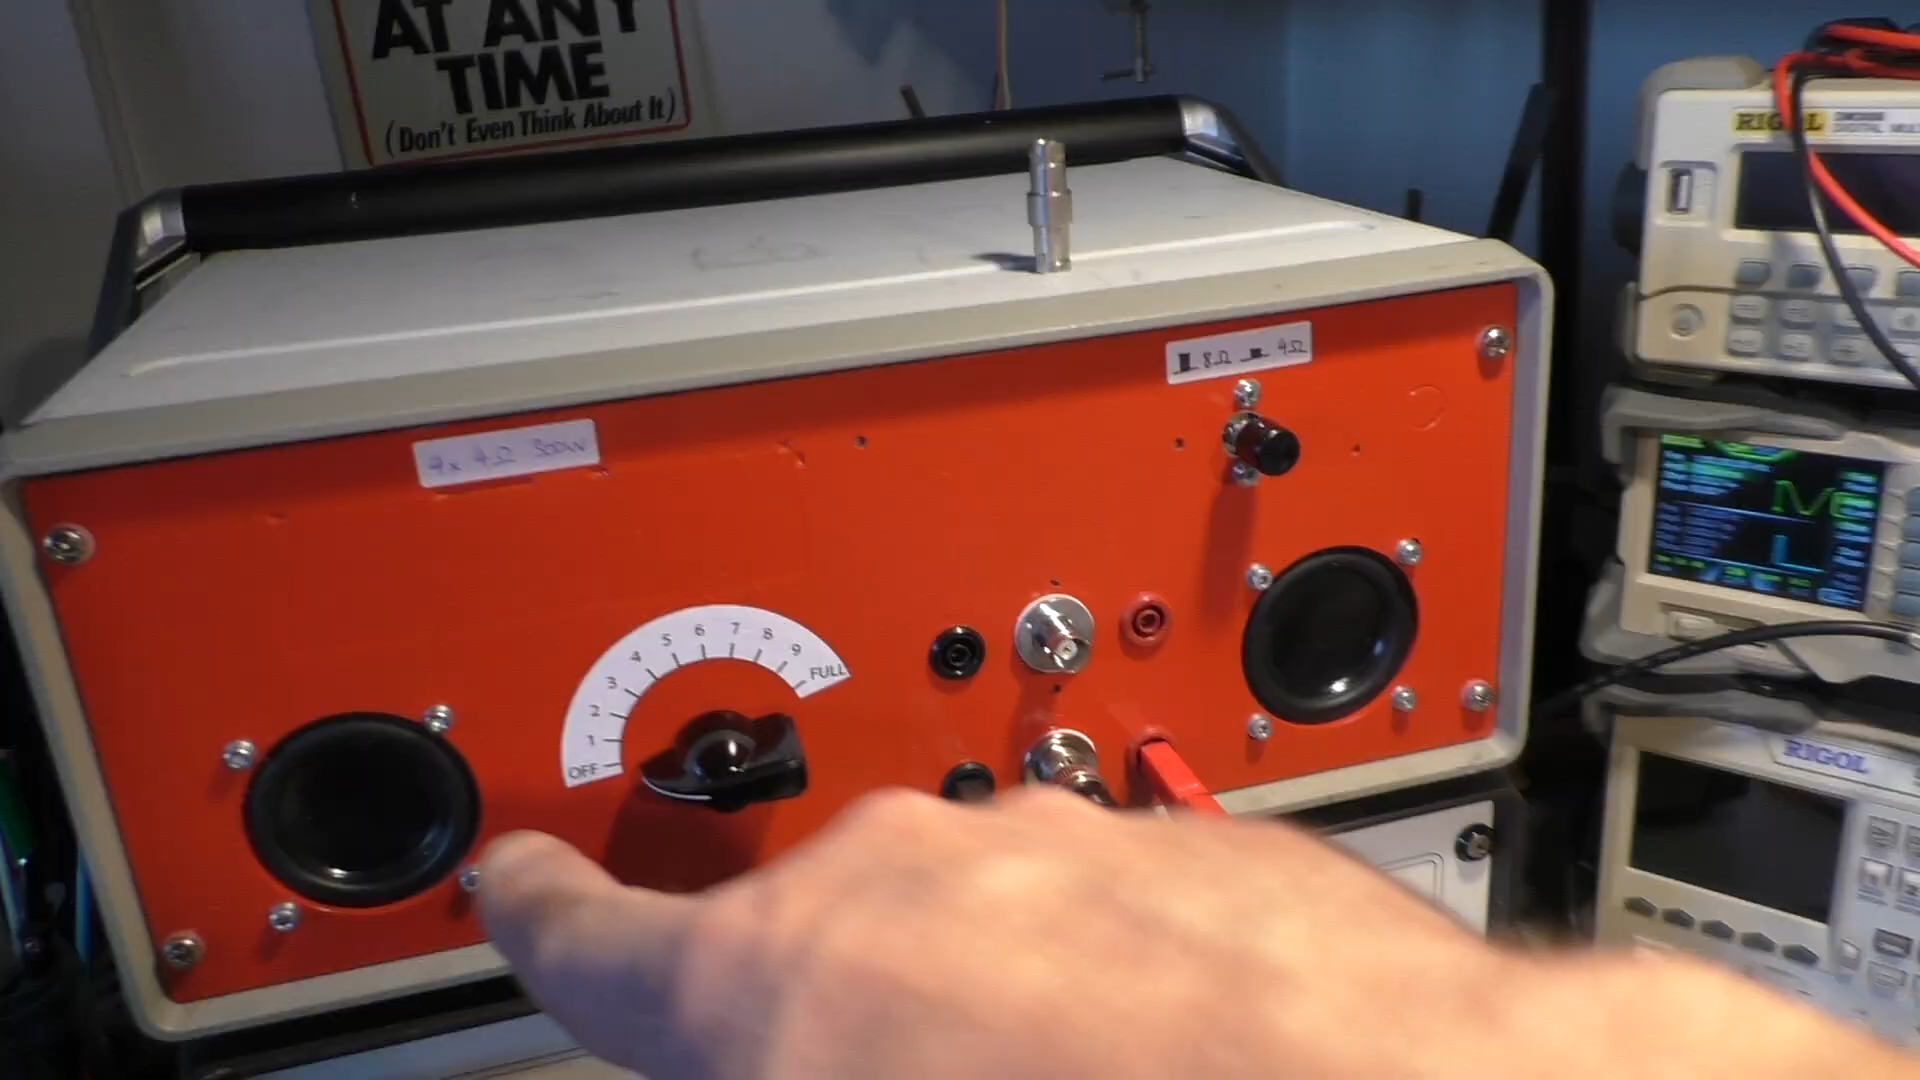 AT ANY
TIME
(Don't Even Think About It)
RIGOL
8Ω 4Ω
4x 4Ω 300W
OFF 1 2 3 4 5 6 7 8 9 FULL
RIGOL